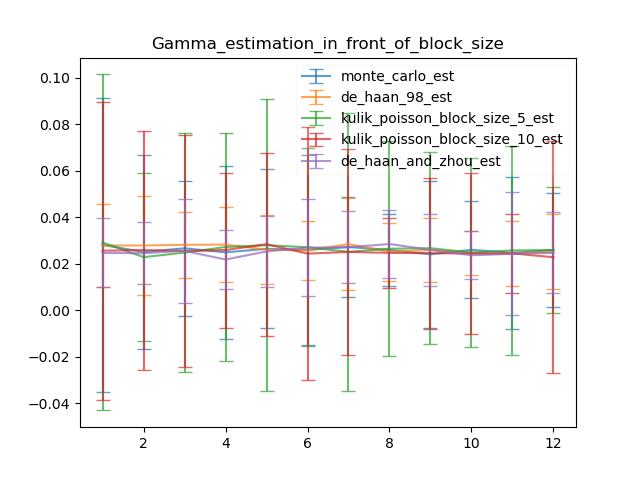 Gamma_estimation_in_front_of_block_size
0.10
0.08
0.06
0.04
0.02
0.00
−0.02
−0.04
monte_carlo_est
de_haan_98_est
kulik_poisson_block_size_5_est
kulik_poisson_block_size_10_est
de_haan_and_zhou_est
2 4 6 8 10 12